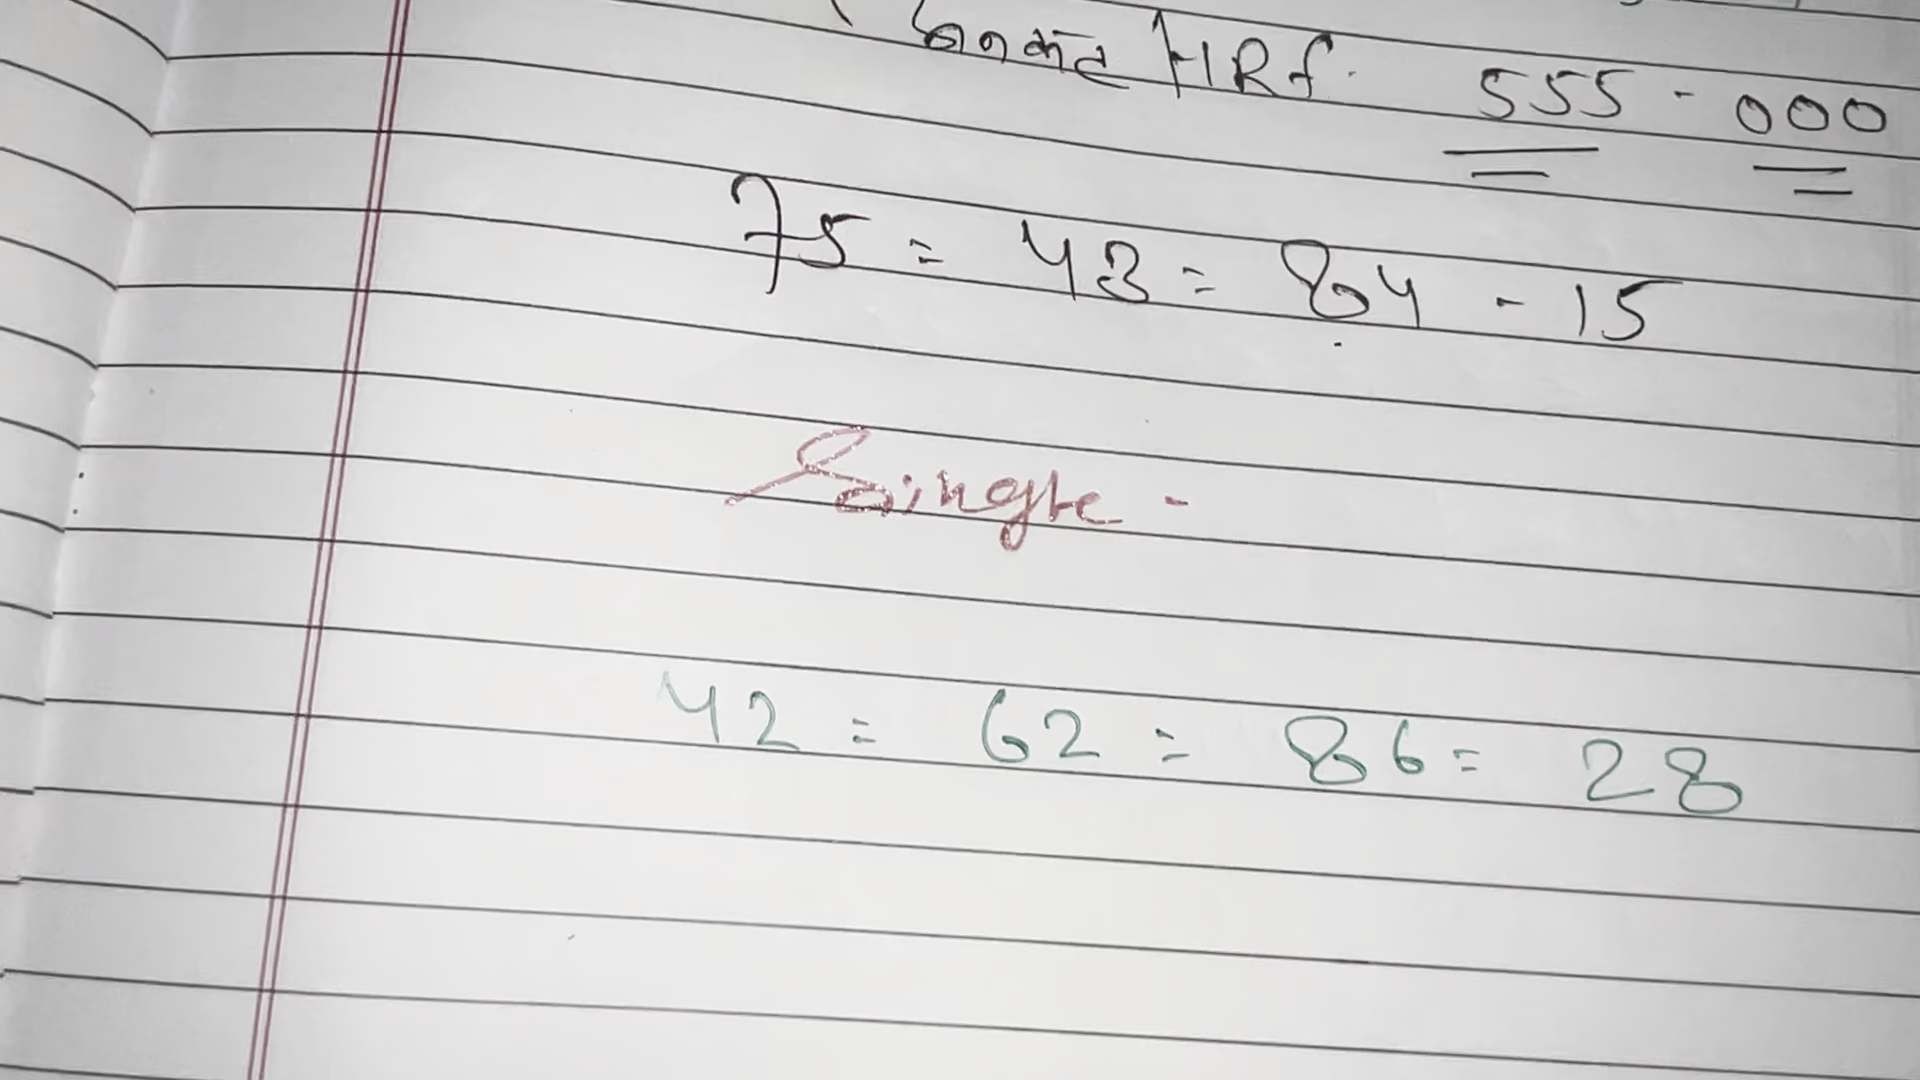 555 - 000
75 = 43 = 84 - 15
Single -
42 = 62 = 86 = 28